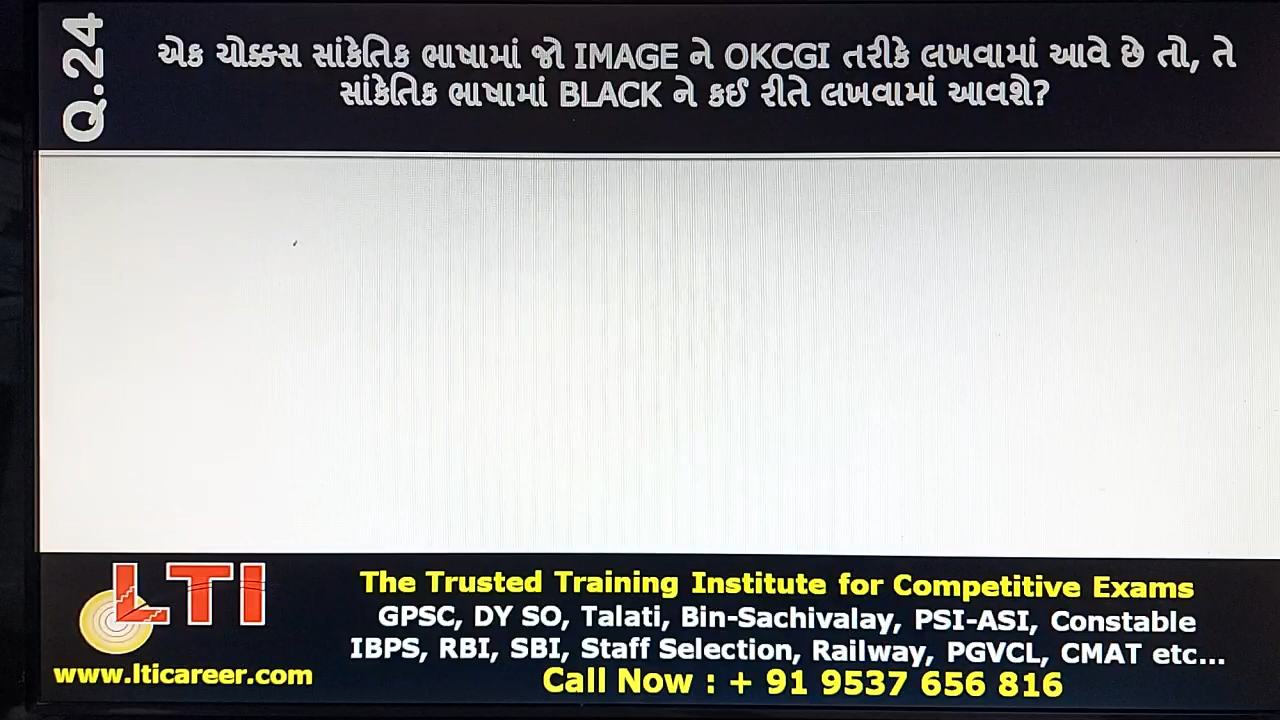 Q.24
એક ચોક્કસ સાંકેતિક ભાષામાં જો IMAGE ને OKCGI તરીકે લખવામાં આવે છે તો, તે
સાંકેતિક ભાષામાં BLACK ને કઈ રીતે લખવામાં આવશે?
LTI
www.lticareer.com
The Trusted Training Institute for Competitive Exams
GPSC, DY SO, Talati, Bin-Sachivalay, PSI-ASI, Constable
IBPS, RBI, SBI, Staff Selection, Railway, PGVCL, CMAT etc...
Call Now : + 91 9537 656 816